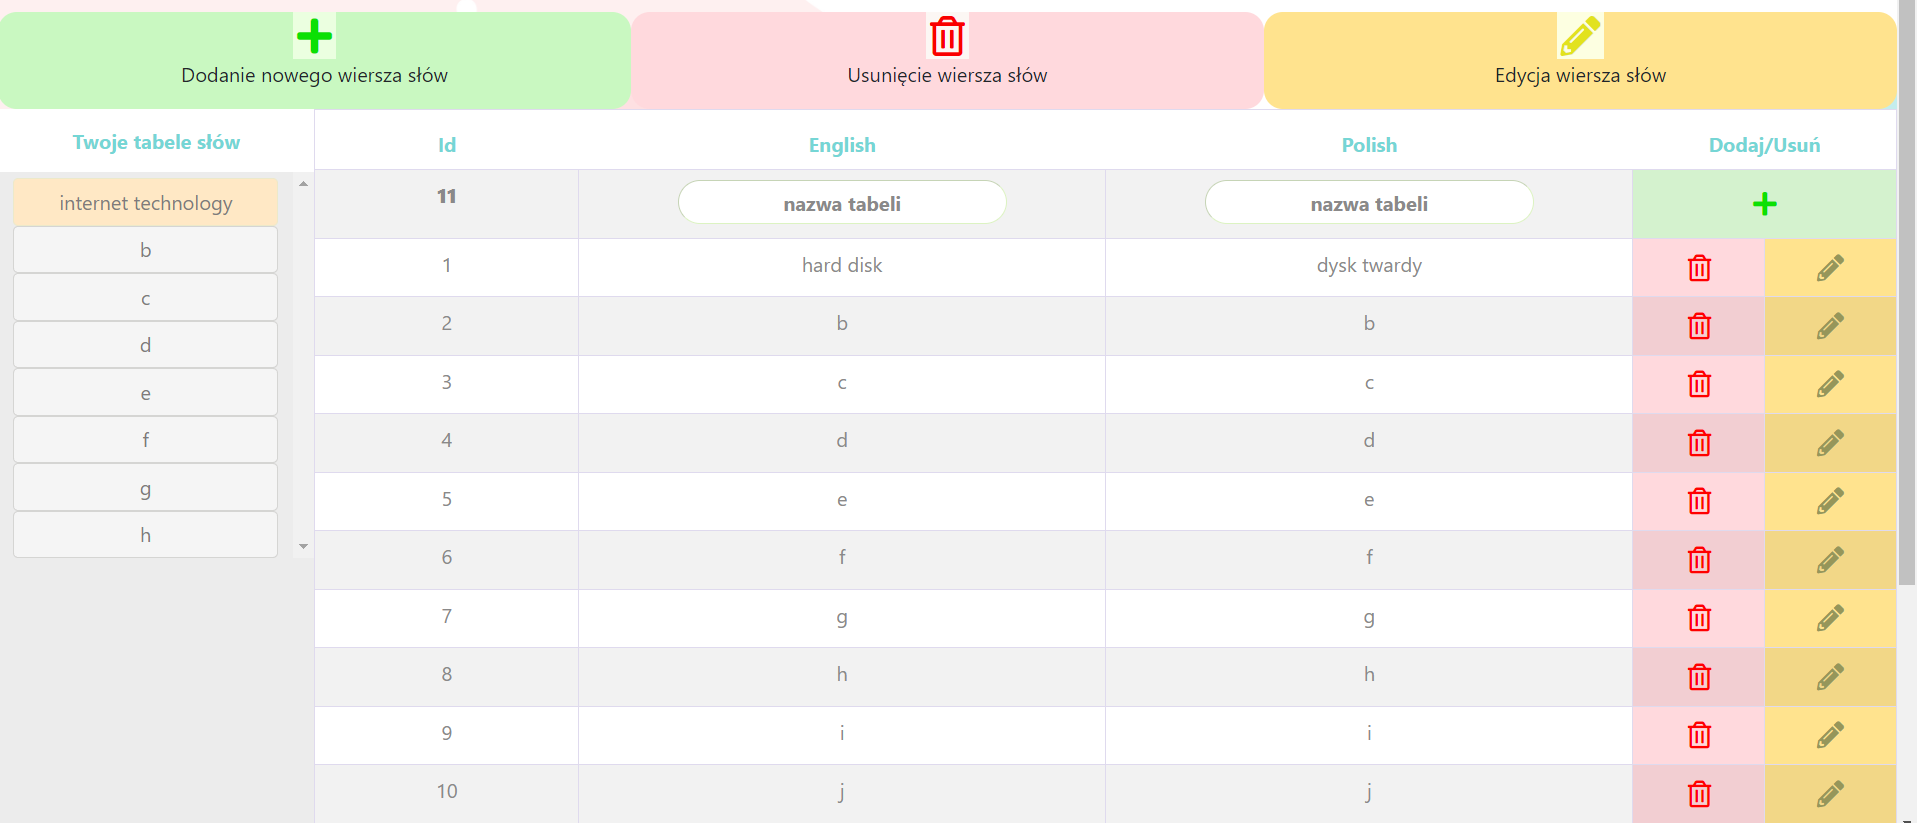 Dodanie nowego wiersza słów
Usunięcie wiersza słów
Edycja wiersza słów
Twoje tabele słów
internet technology
b
c
d
e
f
g
h
Id English Polish Dodaj/Usuń
11 nazwa tabeli nazwa tabeli
1 hard disk dysk twardy
2 b b
3 c c
4 d d
5 e e
6 f f
7 g g
8 h h
9 i i
10 j j